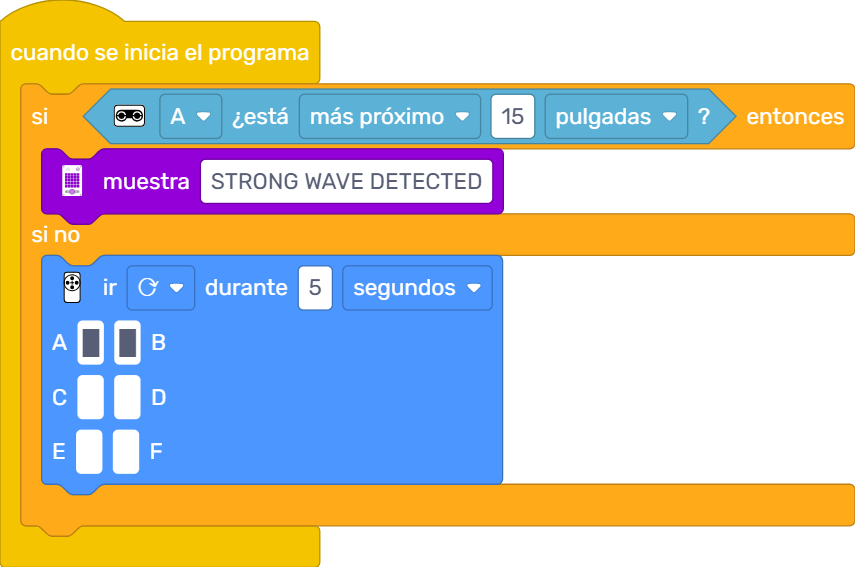 cuando se inicia el programa
si A ¿está más próximo 15 pulgadas ? entonces
muestra STRONG WAVE DETECTED
si no
ir durante 5 segundos
A B
C D
E F